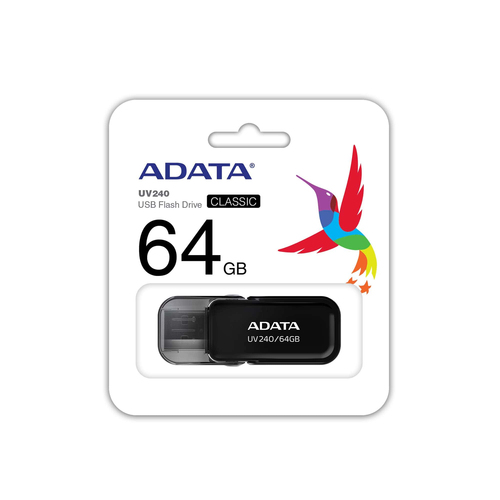 ADATA®
UV240
USB Flash Drive CLASSIC
64 GB
ADATA
UV240/64GB